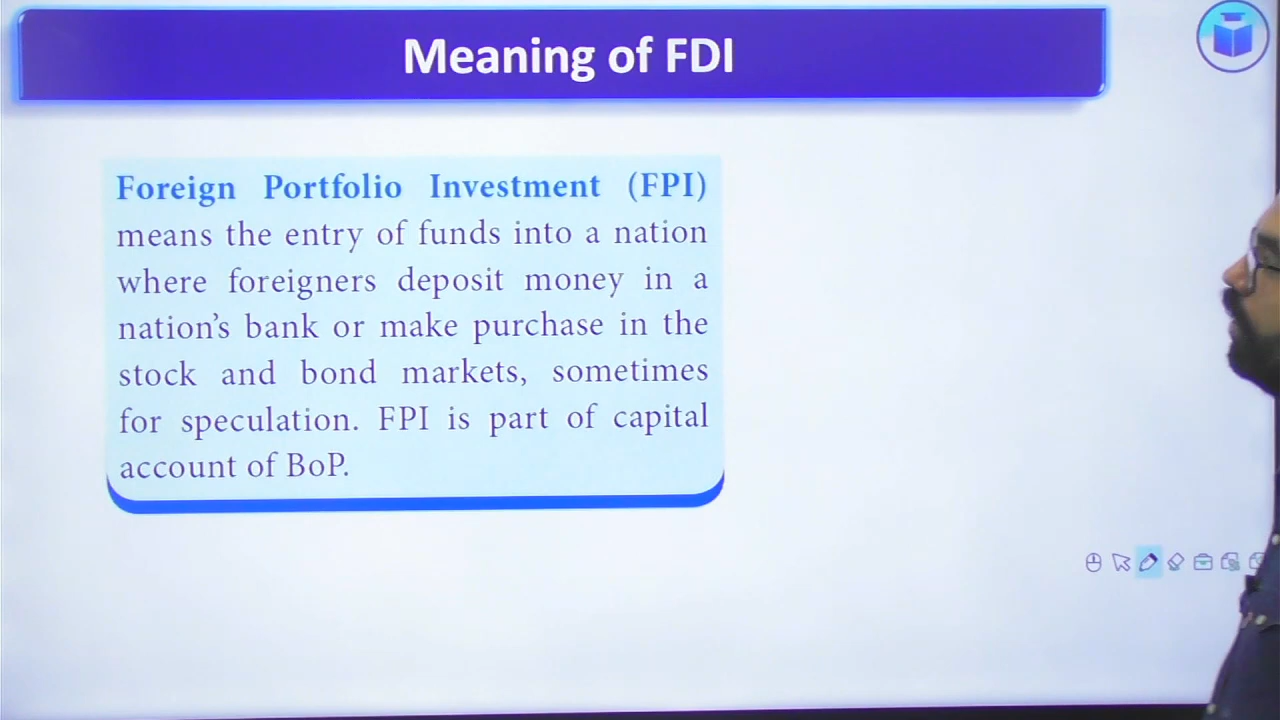 Meaning of FDI
Foreign Portfolio Investment (FPI)
means the entry of funds into a nation
where foreigners deposit money in a
nation's bank or make purchase in the
stock and bond markets, sometimes
for speculation. FPI is part of capital
account of BoP.